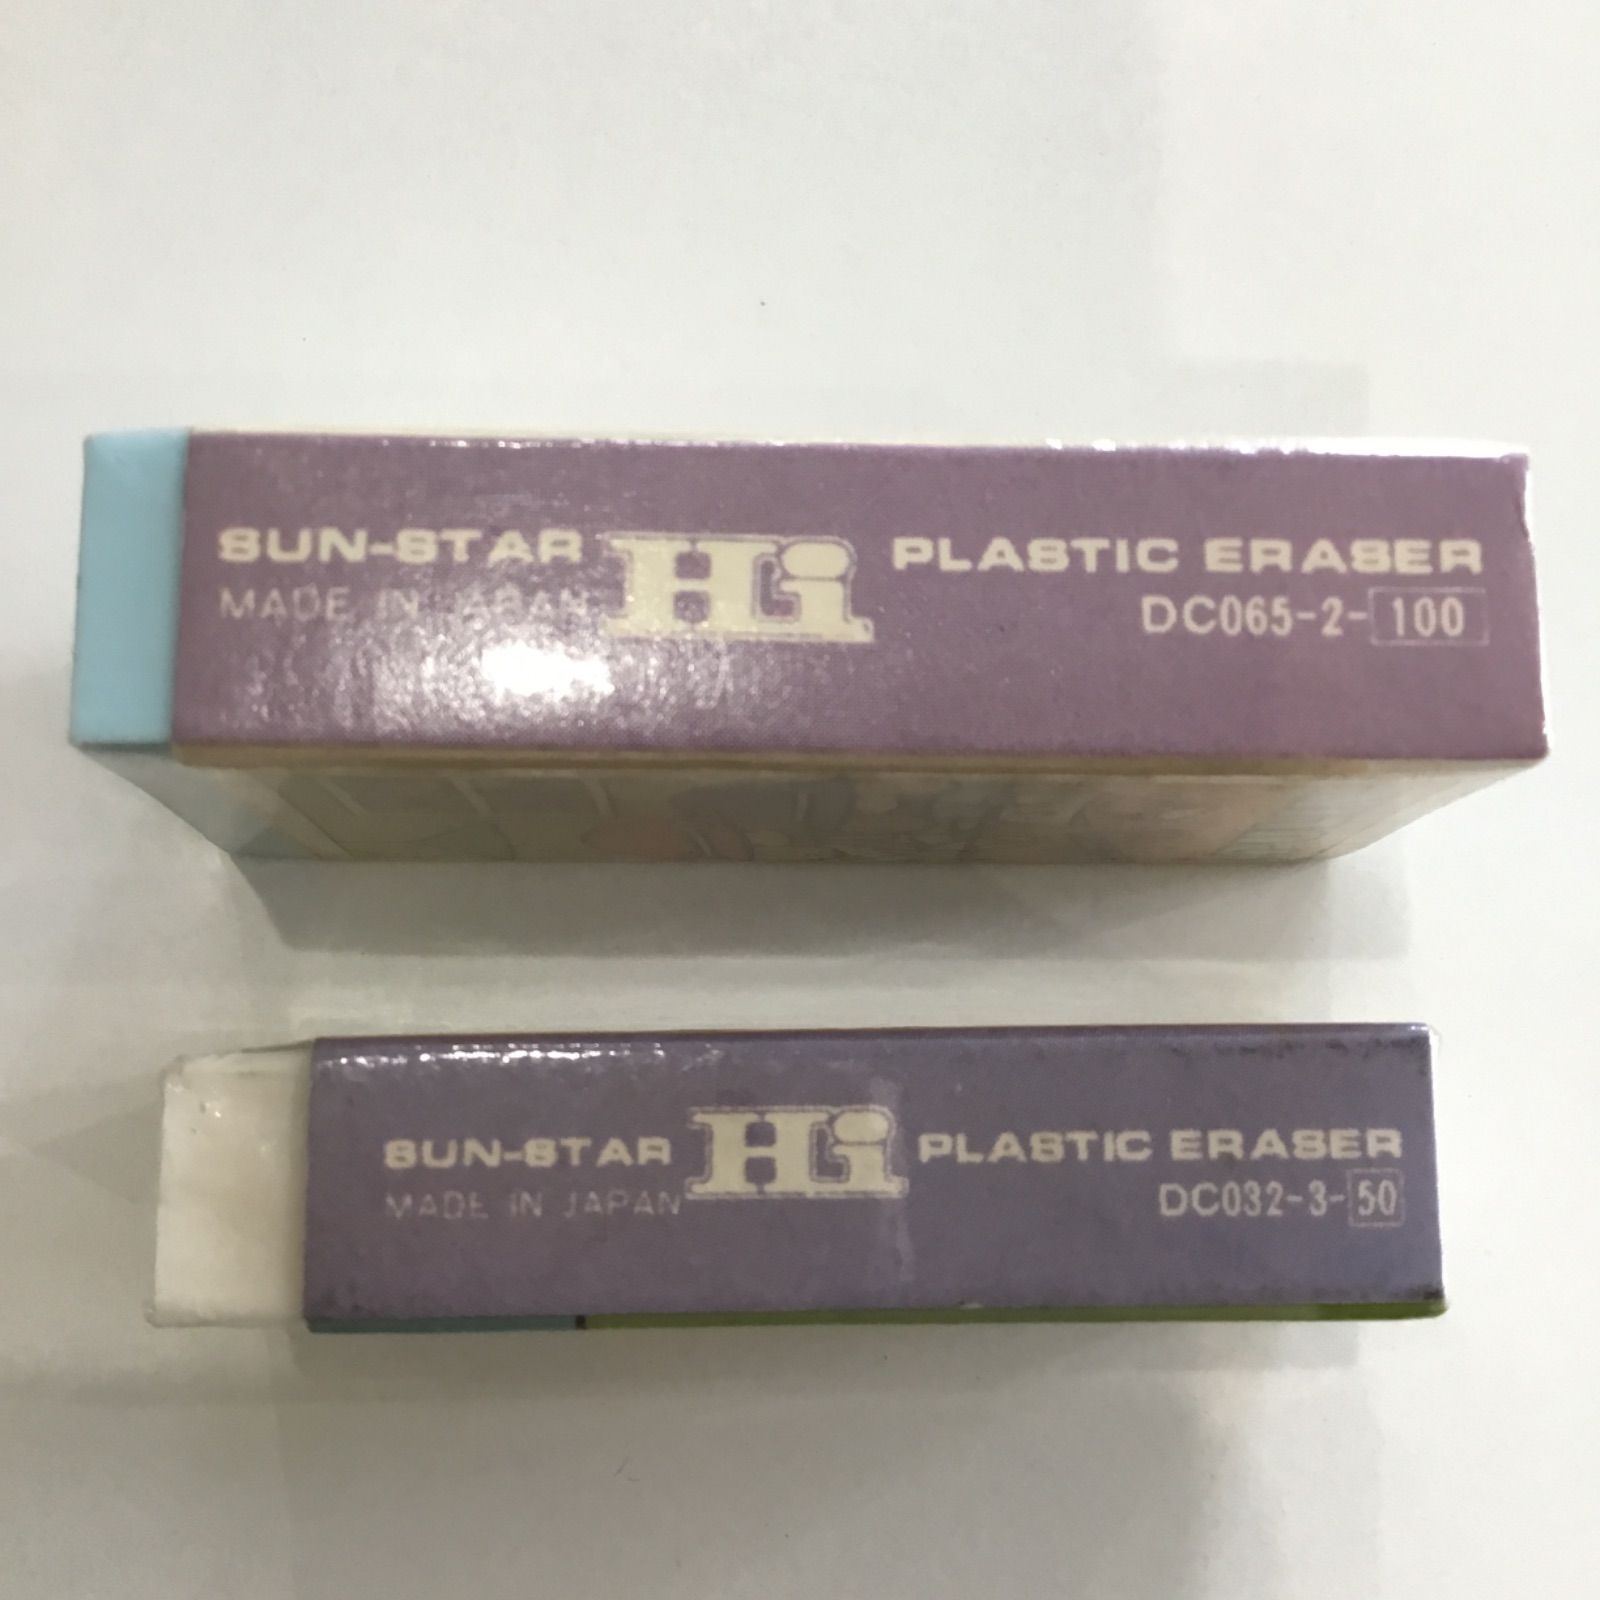 SUN-STAR Hi PLASTIC ERASER
MADE IN JAPAN DC065-2-100
SUN-STAR Hi PLASTIC ERASER
MADE IN JAPAN DC032-3-50